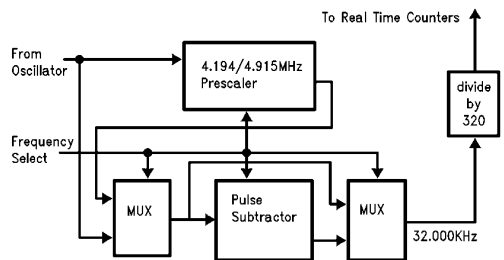 To Real Time Counters
From
Oscillator
4.194/4.915MHz
Prescaler
divide
by
320
Frequency
Select
MUX
Pulse
Subtractor
MUX
32.000KHz